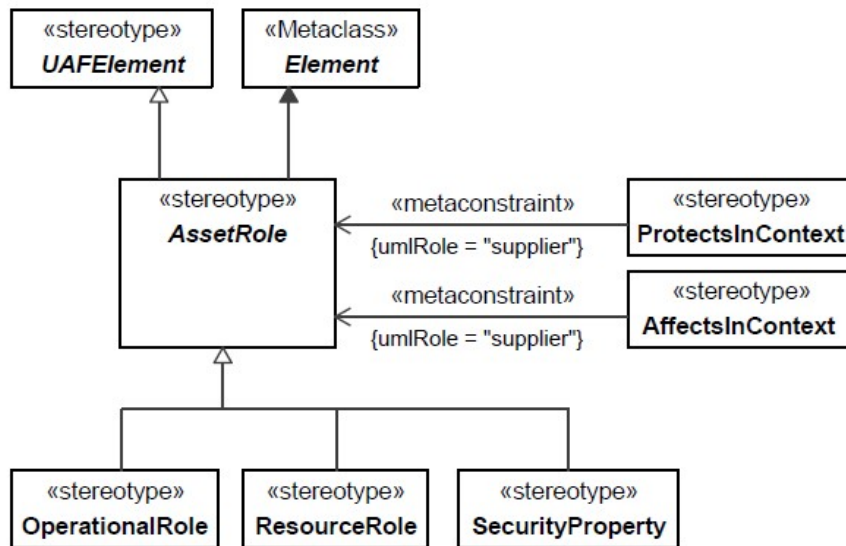 «stereotype»
UAFElement
«Metaclass»
Element
«stereotype»
AssetRole
«metaconstraint»
{umlRole = "supplier"}
«stereotype»
ProtectsInContext
«metaconstraint»
{umlRole = "supplier"}
«stereotype»
AffectsInContext
«stereotype»
OperationalRole
«stereotype»
ResourceRole
«stereotype»
SecurityProperty